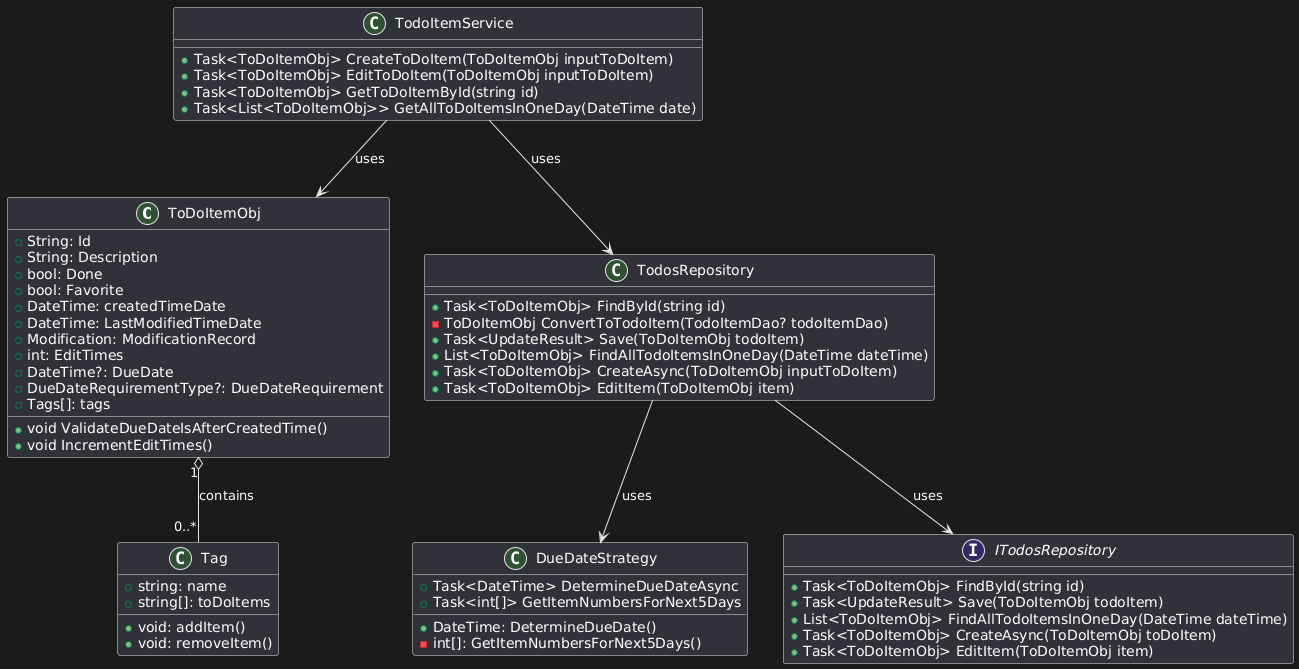 C TodoItemService
Task<ToDoItemObj> CreateToDoItem(ToDoItemObj inputToDoItem)
Task<ToDoItemObj> EditToDoItem(ToDoItemObj inputToDoItem)
Task<ToDoItemObj> GetToDoItemById(string id)
Task<List<ToDoItemObj>> GetAllToDoItemsInOneDay(DateTime date)
uses
uses
C ToDoItemObj
String: Id
String: Description
bool: Done
bool: Favorite
DateTime: createdTimeDate
DateTime: LastModifiedTimeDate
Modification: ModificationRecord
int: EditTimes
DateTime?: DueDate
DueDateRequirementType?: DueDateRequirement
Tags[]: tags
void ValidateDueDateIsAfterCreatedTime()
void IncrementEditTimes()
C TodosRepository
Task<ToDoItemObj> FindById(string id)
ToDoItemObj ConvertToTodoItem(TodoItemDao? todoItemDao)
Task<UpdateResult> Save(ToDoItemObj todoItem)
List<ToDoItemObj> FindAllTodoItemsInOneDay(DateTime dateTime)
Task<ToDoItemObj> CreateAsync(ToDoItemObj inputToDoItem)
Task<ToDoItemObj> EditItem(ToDoItemObj item)
1
contains
0..*
uses
uses
C Tag
string: name
string[]: toDoItems
void: addItem()
void: removeItem()
C DueDateStrategy
Task<DateTime> DetermineDueDateAsync
Task<int[]> GetItemNumbersForNext5Days
DateTime: DetermineDueDate()
int[]: GetItemNumbersForNext5Days()
I ITodosRepository
Task<ToDoItemObj> FindById(string id)
Task<UpdateResult> Save(ToDoItemObj todoItem)
List<ToDoItemObj> FindAllTodoItemsInOneDay(DateTime dateTime)
Task<ToDoItemObj> CreateAsync(ToDoItemObj toDoItem)
Task<ToDoItemObj> EditItem(ToDoItemObj item)